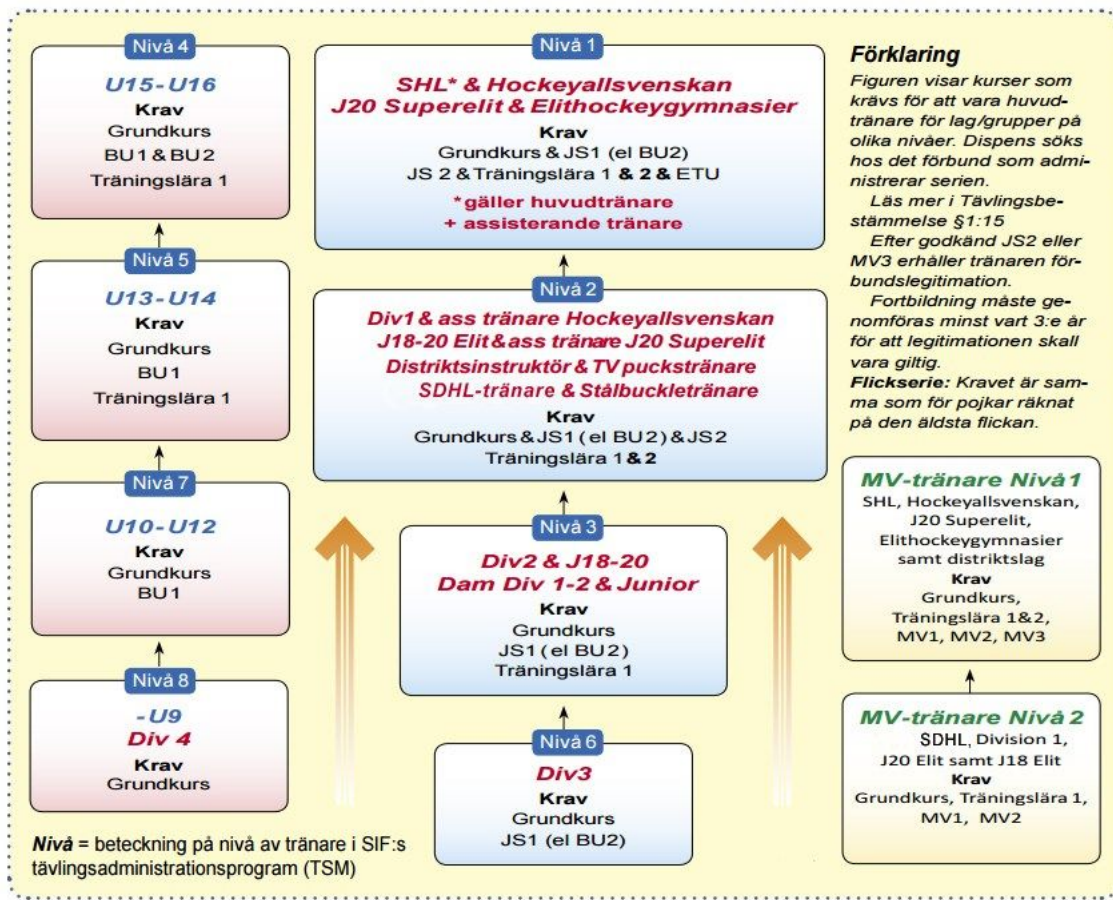 Nivå 4
U15-U16
Krav
Grundkurs
BU1 & BU2
Träningslära 1
Nivå 5
U13-U14
Krav
Grundkurs
BU1
Träningslära 1
Nivå 7
U10-U12
Krav
Grundkurs
BU1
Nivå 8
-U9
Div 4
Krav
Grundkurs
Nivå = beteckning på nivå av tränare i SIF:s
tävlingsadministrationsprogram (TSM)
Nivå 1
SHL* & Hockeyallsvenskan
J20 Superelit & Elithockeygymnasier
Krav
Grundkurs & JS1 (el BU2)
JS 2 & Träningslära 1 & 2 & ETU
*gäller huvudtränare
+ assisterande tränare
Nivå 2
Div1 & ass tränare Hockeyallsvenskan
J18-20 Elit & ass tränare J20 Superelit
Distriktsinstruktör & TV puckstränare
SDHL-tränare & Stålbuckletränare
Krav
Grundkurs & JS1 (el BU2) & JS2
Träningslära 1 & 2
Nivå 3
Div2 & J18-20
Dam Div 1-2 & Junior
Krav
Grundkurs
JS1 (el BU2)
Träningslära 1
Nivå 6
Div3
Krav
Grundkurs
JS1 (el BU2)
Förklaring
Figuren visar kurser som
krävs för att vara huvud-
tränare för lag/grupper på
olika nivåer. Dispens söks
hos det förbund som admi-
nistrerar serien.
Läs mer i Tävlingsbe-
stämmelse §1:15
Efter godkänd JS2 eller
MV3 erhåller tränaren för-
bundslegitimation.
Fortbildning måste ge-
nomföras minst vart 3:e år
för att legitimationen skall
vara giltig.
Flickserie: Kravet är sam-
ma som för pojkar räknat
på den äldsta flickan.
MV-tränare Nivå 1
SHL, Hockeyallsvenskan,
J20 Superelit,
Elithockeygymnasier
samt distriktslag
Krav
Grundkurs,
Träningslära 1&2,
MV1, MV2, MV3
MV-tränare Nivå 2
SDHL, Division 1,
J20 Elit samt J18 Elit
Krav
Grundkurs, Träningslära 1,
MV1, MV2